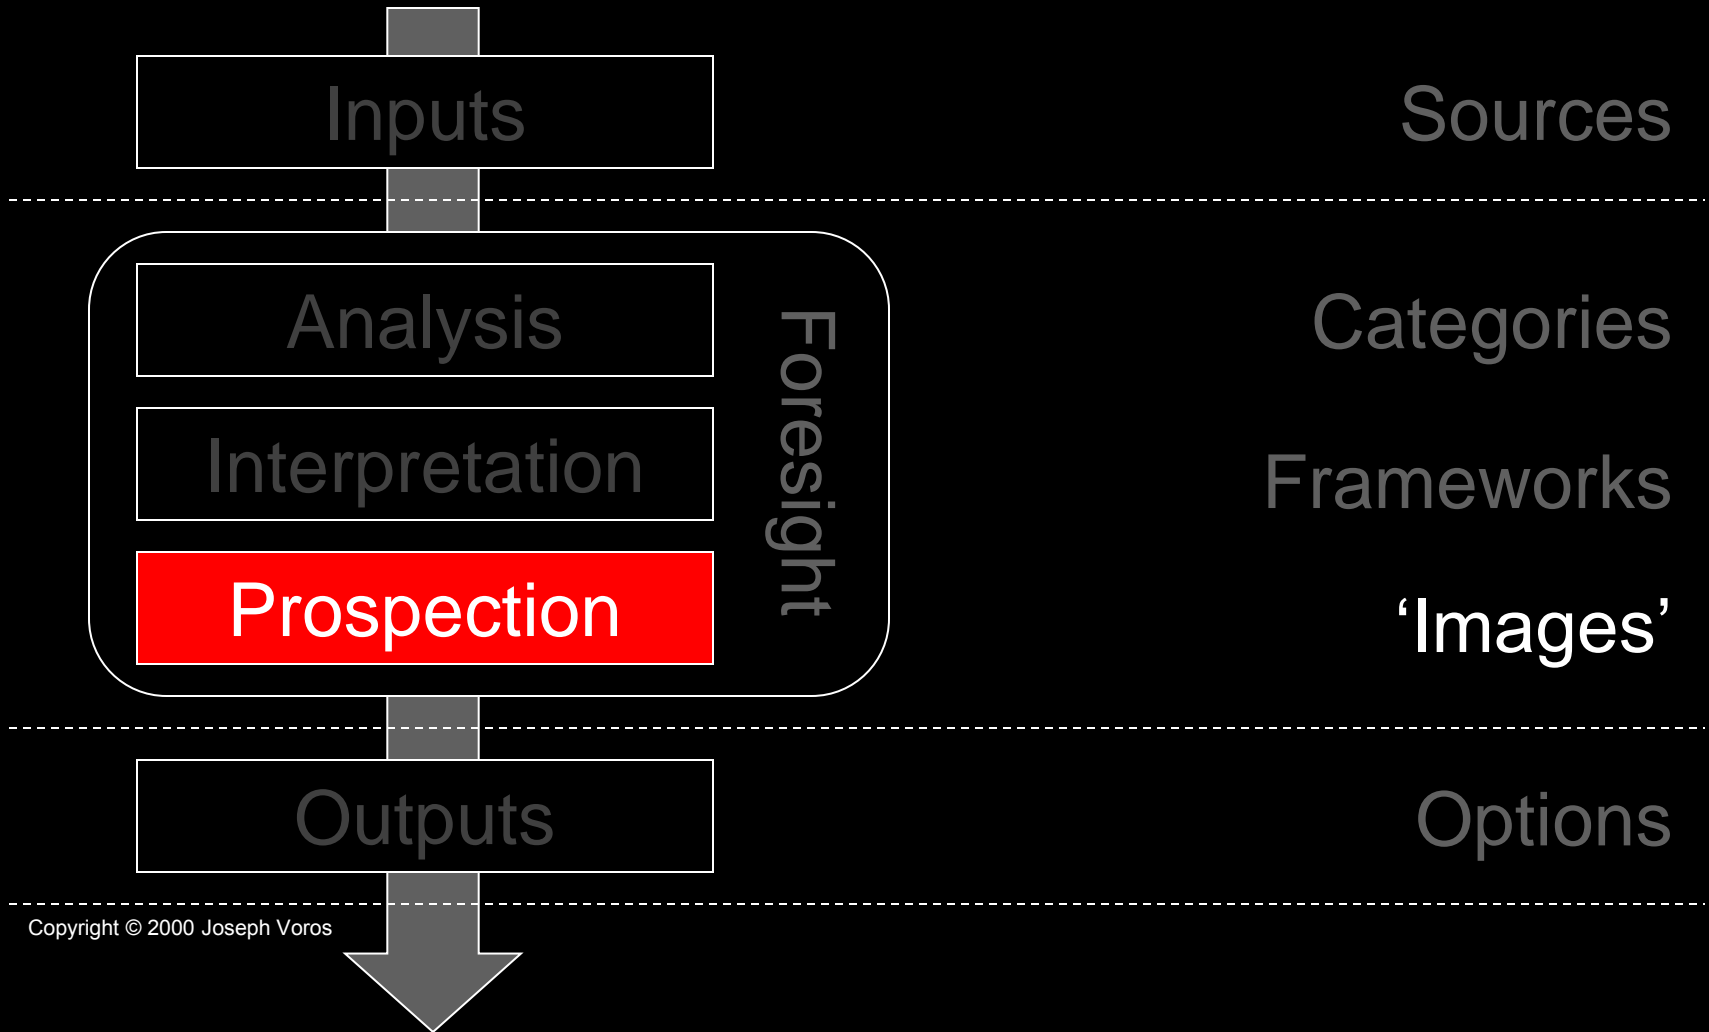 Inputs
Sources
Analysis
Categories
Interpretation
Frameworks
Prospection
‘Images’
Foresight
Outputs
Options
Copyright © 2000 Joseph Voros